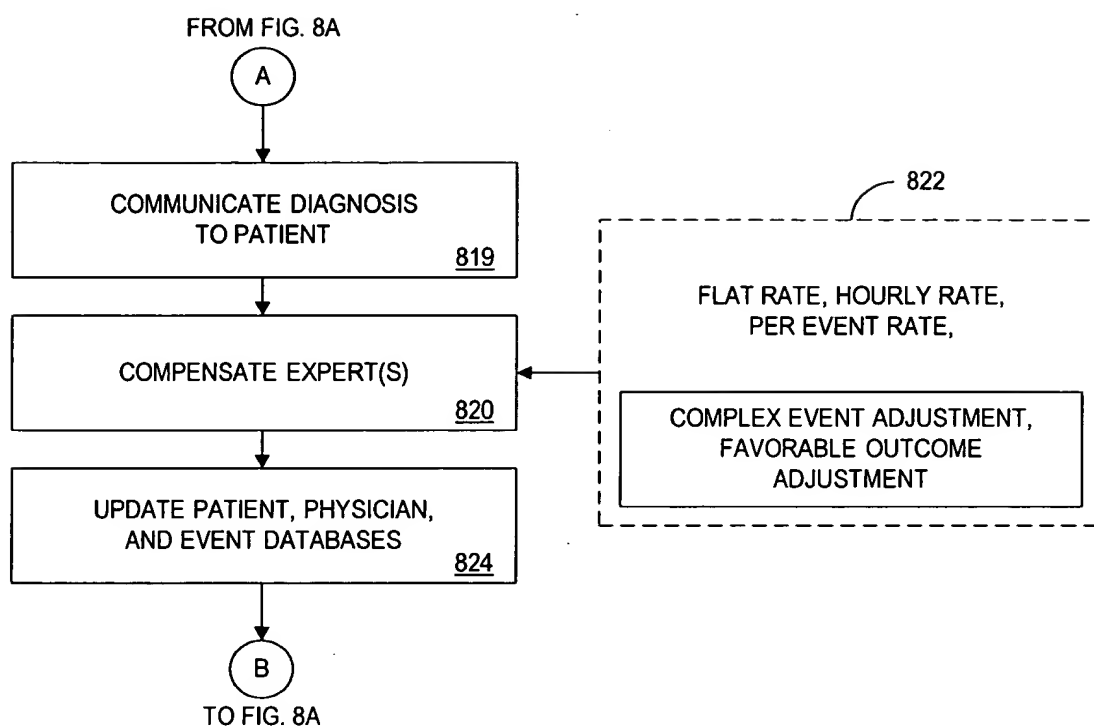 FROM FIG. 8A
A
COMMUNICATE DIAGNOSIS
TO PATIENT
819
COMPENSATE EXPERT(S)
820
UPDATE PATIENT, PHYSICIAN,
AND EVENT DATABASES
824
B
TO FIG. 8A
822
FLAT RATE, HOURLY RATE,
PER EVENT RATE,
COMPLEX EVENT ADJUSTMENT,
FAVORABLE OUTCOME
ADJUSTMENT